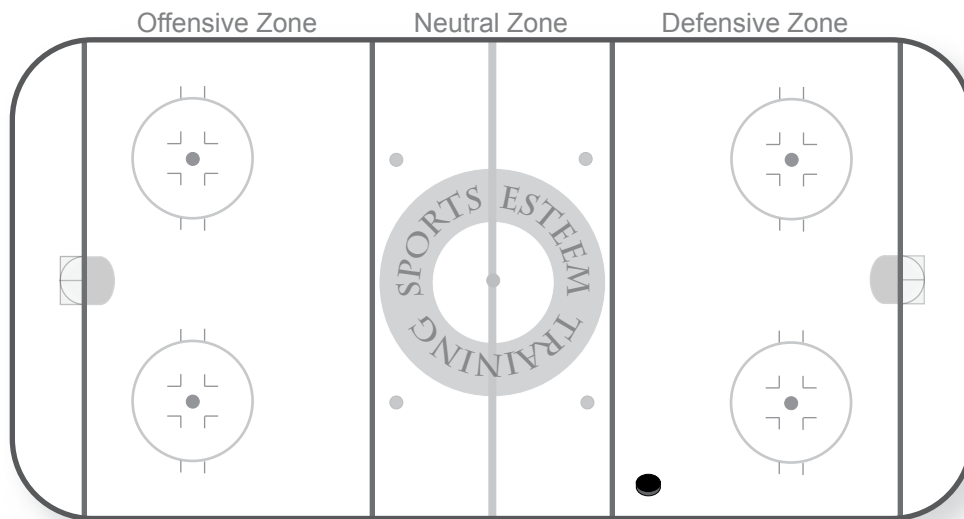 Offensive Zone
Neutral Zone
Defensive Zone
SPORTS ESTEEM TRAINING